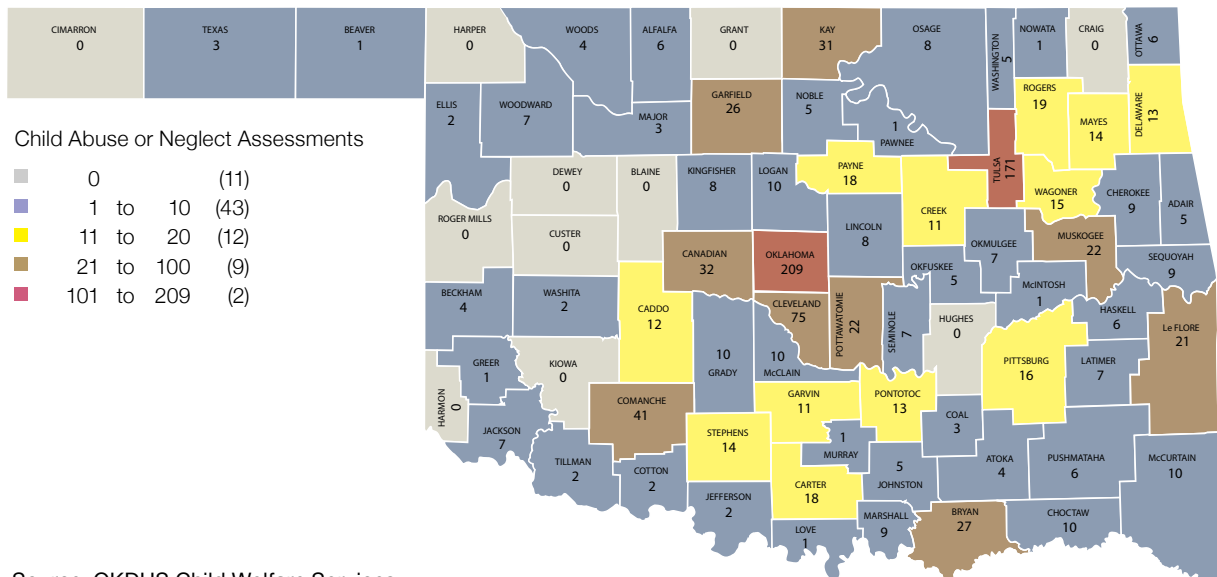 CIMARRON
0
TEXAS
3
BEAVER
1
HARPER
0
WOODS
4
ALFALFA
6
GRANT
0
KAY
31
OSAGE
8
WASHINGTON
5
NOWATA
1
CRAIG
0
OTTAWA
6
ELLIS
2
WOODWARD
7
MAJOR
3
GARFIELD
26
NOBLE
5
1
PAWNEE
ROGERS
19
MAYES
14
DELAWARE
13
Child Abuse or Neglect Assessments
0 (11)
1 to 10 (43)
11 to 20 (12)
21 to 100 (9)
101 to 209 (2)
DEWEY
0
BLAINE
0
KINGFISHER
8
LOGAN
10
PAYNE
18
TULSA
171
CREEK
11
WAGONER
15
CHEROKEE
9
ADAIR
5
ROGER MILLS
0
CUSTER
0
CANADIAN
32
OKLAHOMA
209
LINCOLN
8
OKMULGEE
7
MUSKOGEE
22
SEQUOYAH
9
BECKHAM
4
WASHITA
2
CADDO
12
CLEVELAND
75
POTTAWATOMIE
22
SEMINOLE
7
OKFUSKEE
5
McINTOSH
1
HUGHES
0
HASKELL
6
Le FLORE
21
GREER
1
KIOWA
0
10
GRADY
10
McCLAIN
PITTSBURG
16
LATIMER
7
HARMON
0
JACKSON
7
COMANCHE
41
GARVIN
11
PONTOTOC
13
COAL
3
STEPHENS
14
1
MURRAY
TILLMAN
2
COTTON
2
ATOKA
4
PUSHMATAHA
6
McCURTAIN
10
CARTER
18
5
JOHNSTON
JEFFERSON
2
LOVE
1
MARSHALL
9
BRYAN
27
CHOCTAW
10
Source: OKDHS Child Welfare Services